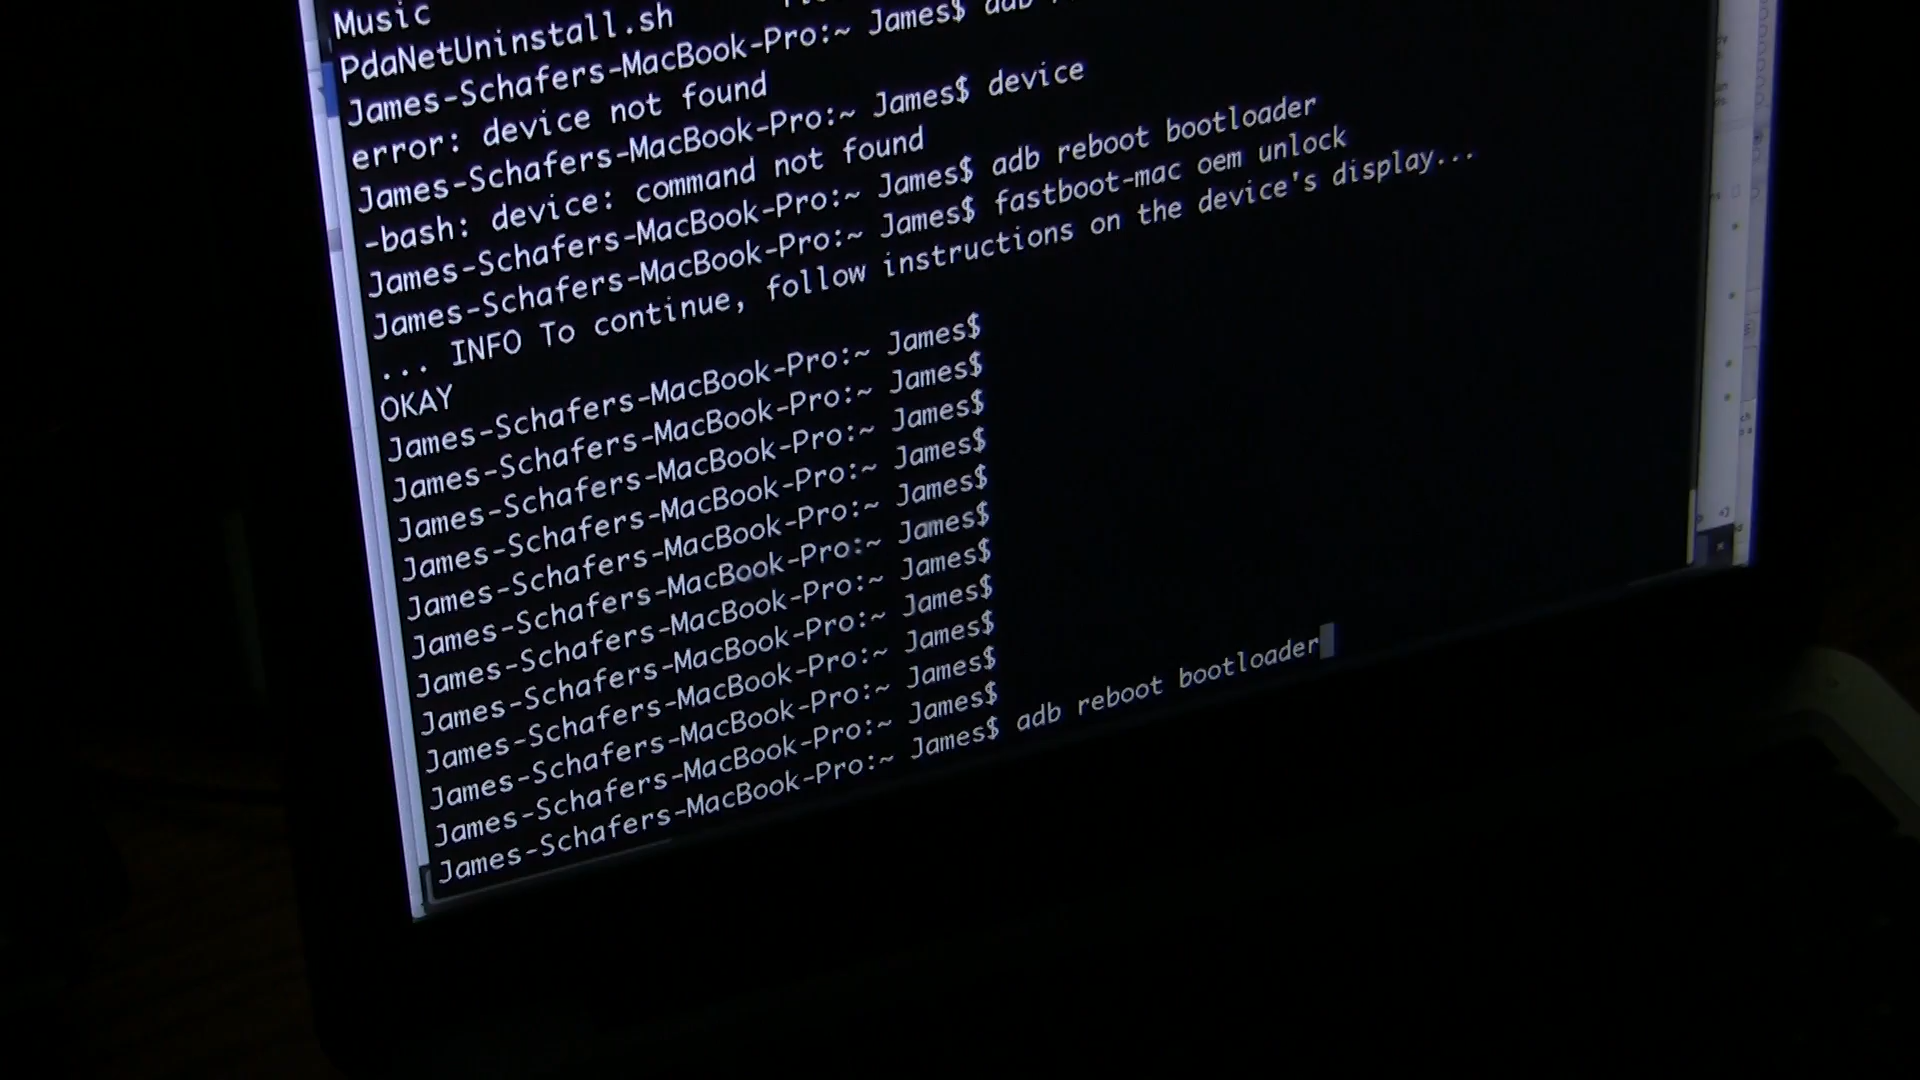 Music
PdaNetUninstall.sh
James-Schafers-MacBook-Pro:~ James$ adb
error: device not found
James-Schafers-MacBook-Pro:~ James$ device
-bash: device: command not found
James-Schafers-MacBook-Pro:~ James$ adb reboot bootloader
James-Schafers-MacBook-Pro:~ James$ fastboot-mac oem unlock
... INFO To continue, follow instructions on the device's display...
OKAY
James-Schafers-MacBook-Pro:~ James$
James-Schafers-MacBook-Pro:~ James$
James-Schafers-MacBook-Pro:~ James$
James-Schafers-MacBook-Pro:~ James$
James-Schafers-MacBook-Pro:~ James$
James-Schafers-MacBook-Pro:~ James$
James-Schafers-MacBook-Pro:~ James$
James-Schafers-MacBook-Pro:~ James$
James-Schafers-MacBook-Pro:~ James$
James-Schafers-MacBook-Pro:~ James$
James-Schafers-MacBook-Pro:~ James$
James-Schafers-MacBook-Pro:~ James$ adb reboot bootloader